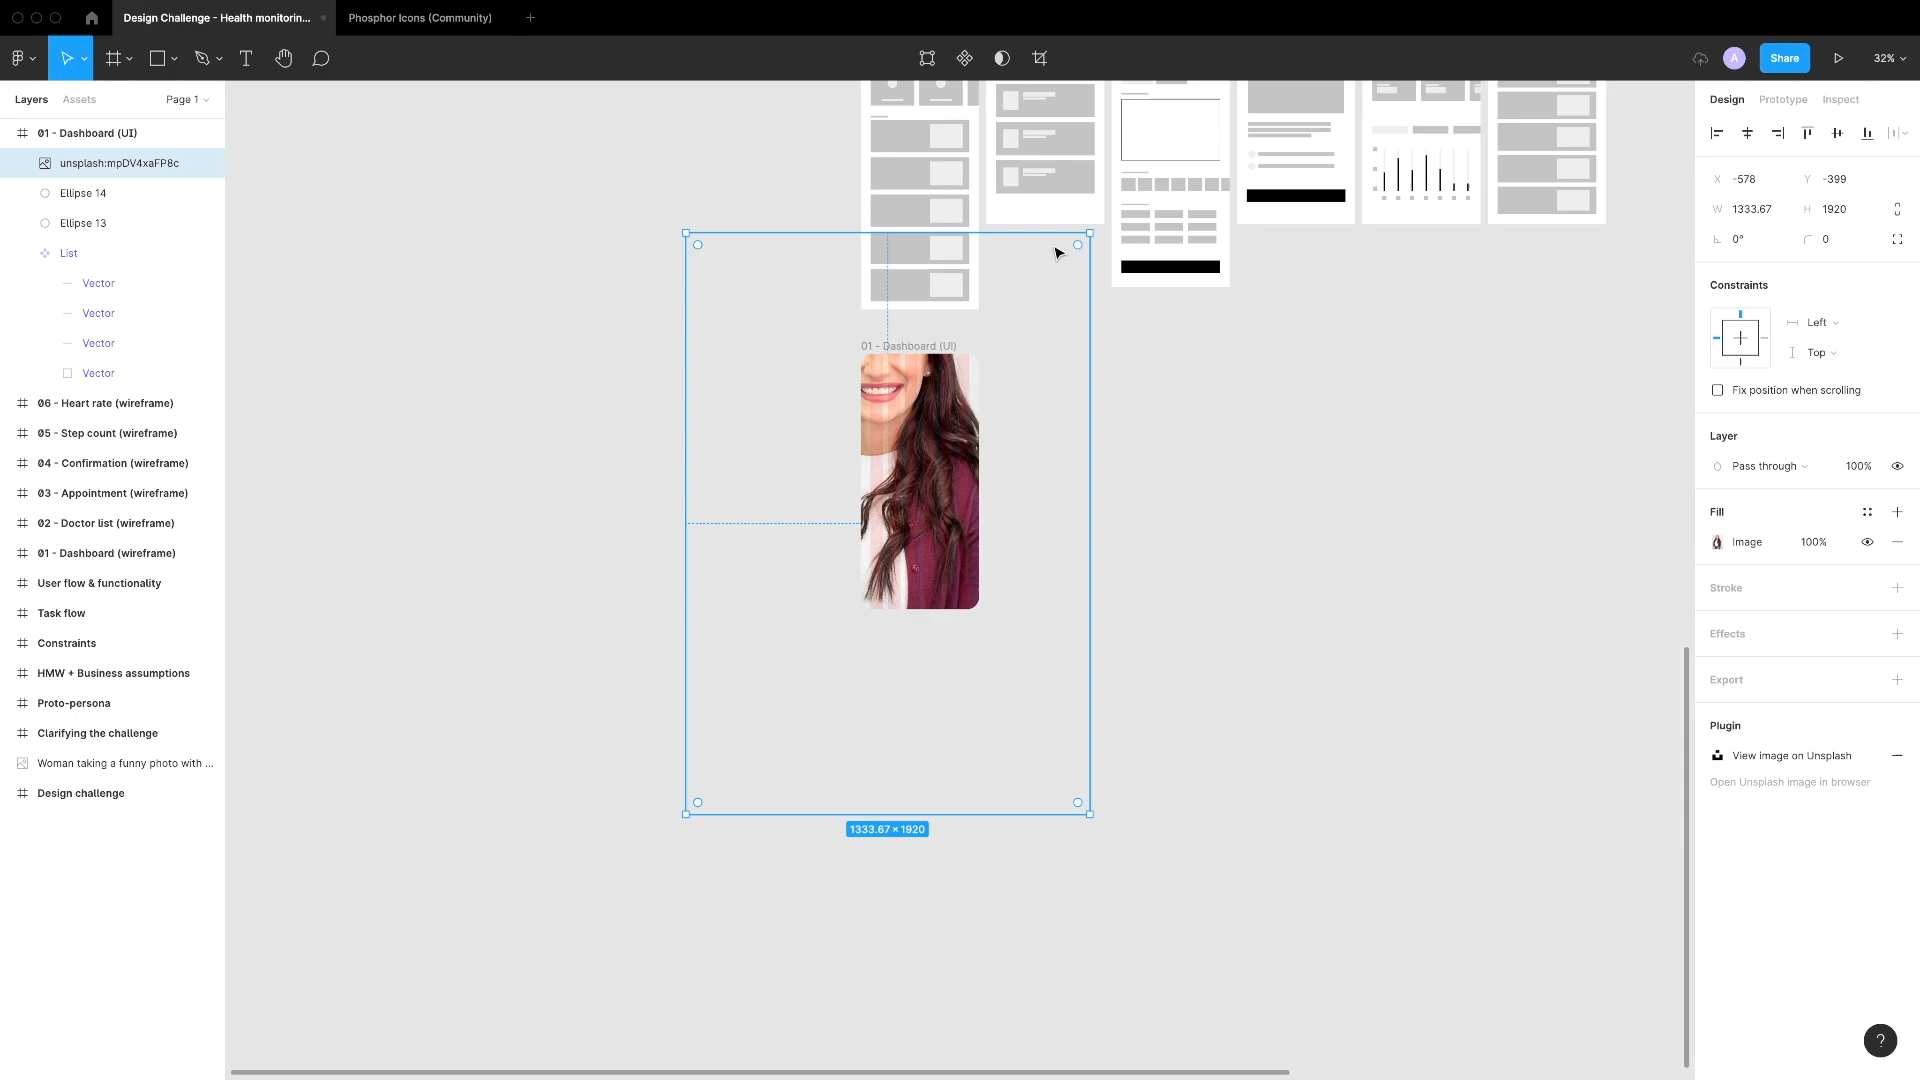 Design Challenge - Health monitorin...
Phosphor Icons (Community)
A
Share
32%
Layers
Assets
Page 1
01 - Dashboard (UI)
unsplash:mpDV4xaFP8c
Ellipse 14
Ellipse 13
List
Vector
Vector
Vector
Vector
06 - Heart rate (wireframe)
05 - Step count (wireframe)
04 - Confirmation (wireframe)
03 - Appointment (wireframe)
02 - Doctor list (wireframe)
01 - Dashboard (wireframe)
User flow & functionality
Task flow
Constraints
HMW + Business assumptions
Proto-persona
Clarifying the challenge
Woman taking a funny photo with ...
Design challenge
01 - Dashboard (UI)
1333.67 × 1920
Design
Prototype
Inspect
X -578
Y -399
W 1333.67
H 1920
0°
0
Constraints
Left
Top
Fix position when scrolling
Layer
Pass through
100%
Fill
Image
100%
Stroke
Effects
Export
Plugin
View image on Unsplash
Open Unsplash image in browser
?